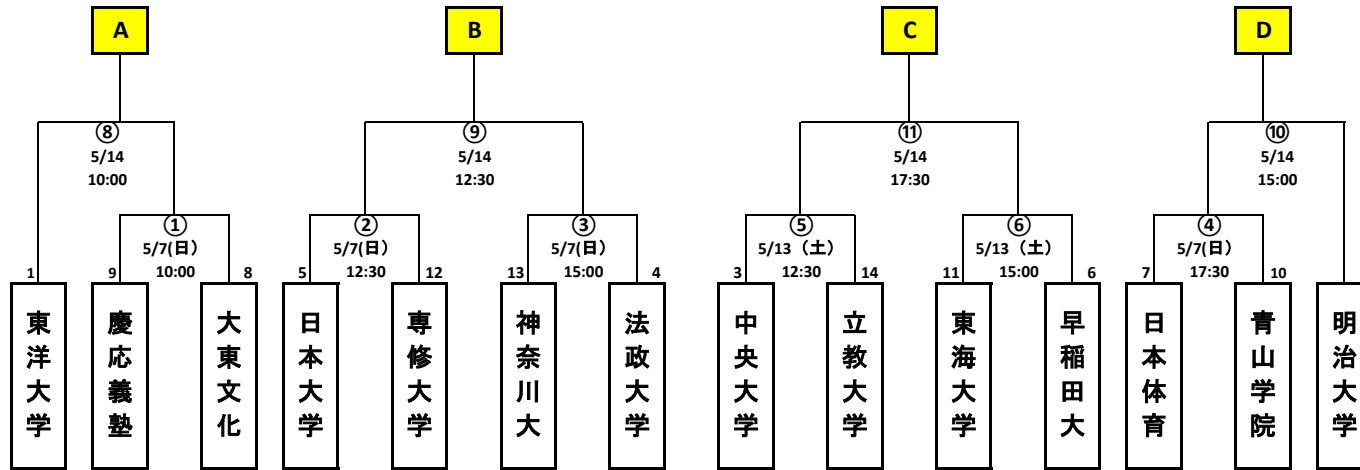 A
B
C
D
⑧
5/14
10:00
⑨
5/14
12:30
⑪
5/14
17:30
⑩
5/14
15:00
①
5/7(日)
10:00
②
5/7(日)
12:30
③
5/7(日)
15:00
⑤
5/13（土）
12:30
⑥
5/13（土）
15:00
④
5/7(日)
17:30
1
9
8
5
12
13
4
3
14
11
6
7
10
東洋大学
慶応義塾
大東文化
日本大学
専修大学
神奈川大
法政大学
中央大学
立教大学
東海大学
早稲田大
日本体育
青山学院
明治大学